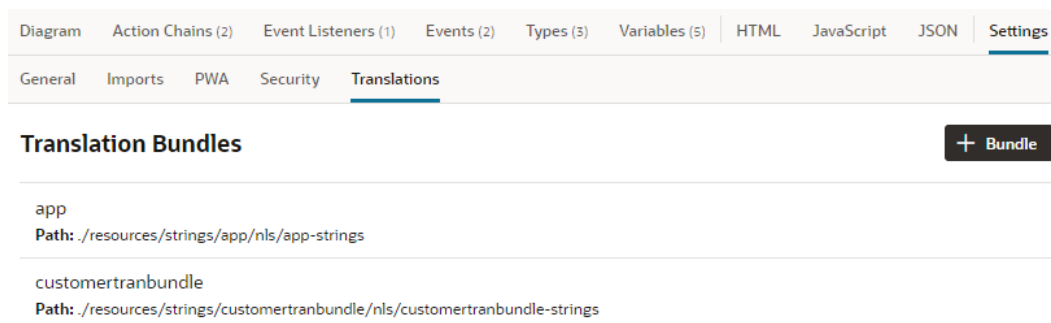 Diagram Action Chains (2) Event Listeners (1) Events (2) Types (3) Variables (5) HTML JavaScript JSON Settings
General Imports PWA Security Translations
Translation Bundles + Bundle
app
Path: ./resources/strings/app/nls/app-strings
customertranbundle
Path: ./resources/strings/customertranbundle/nls/customertranbundle-strings